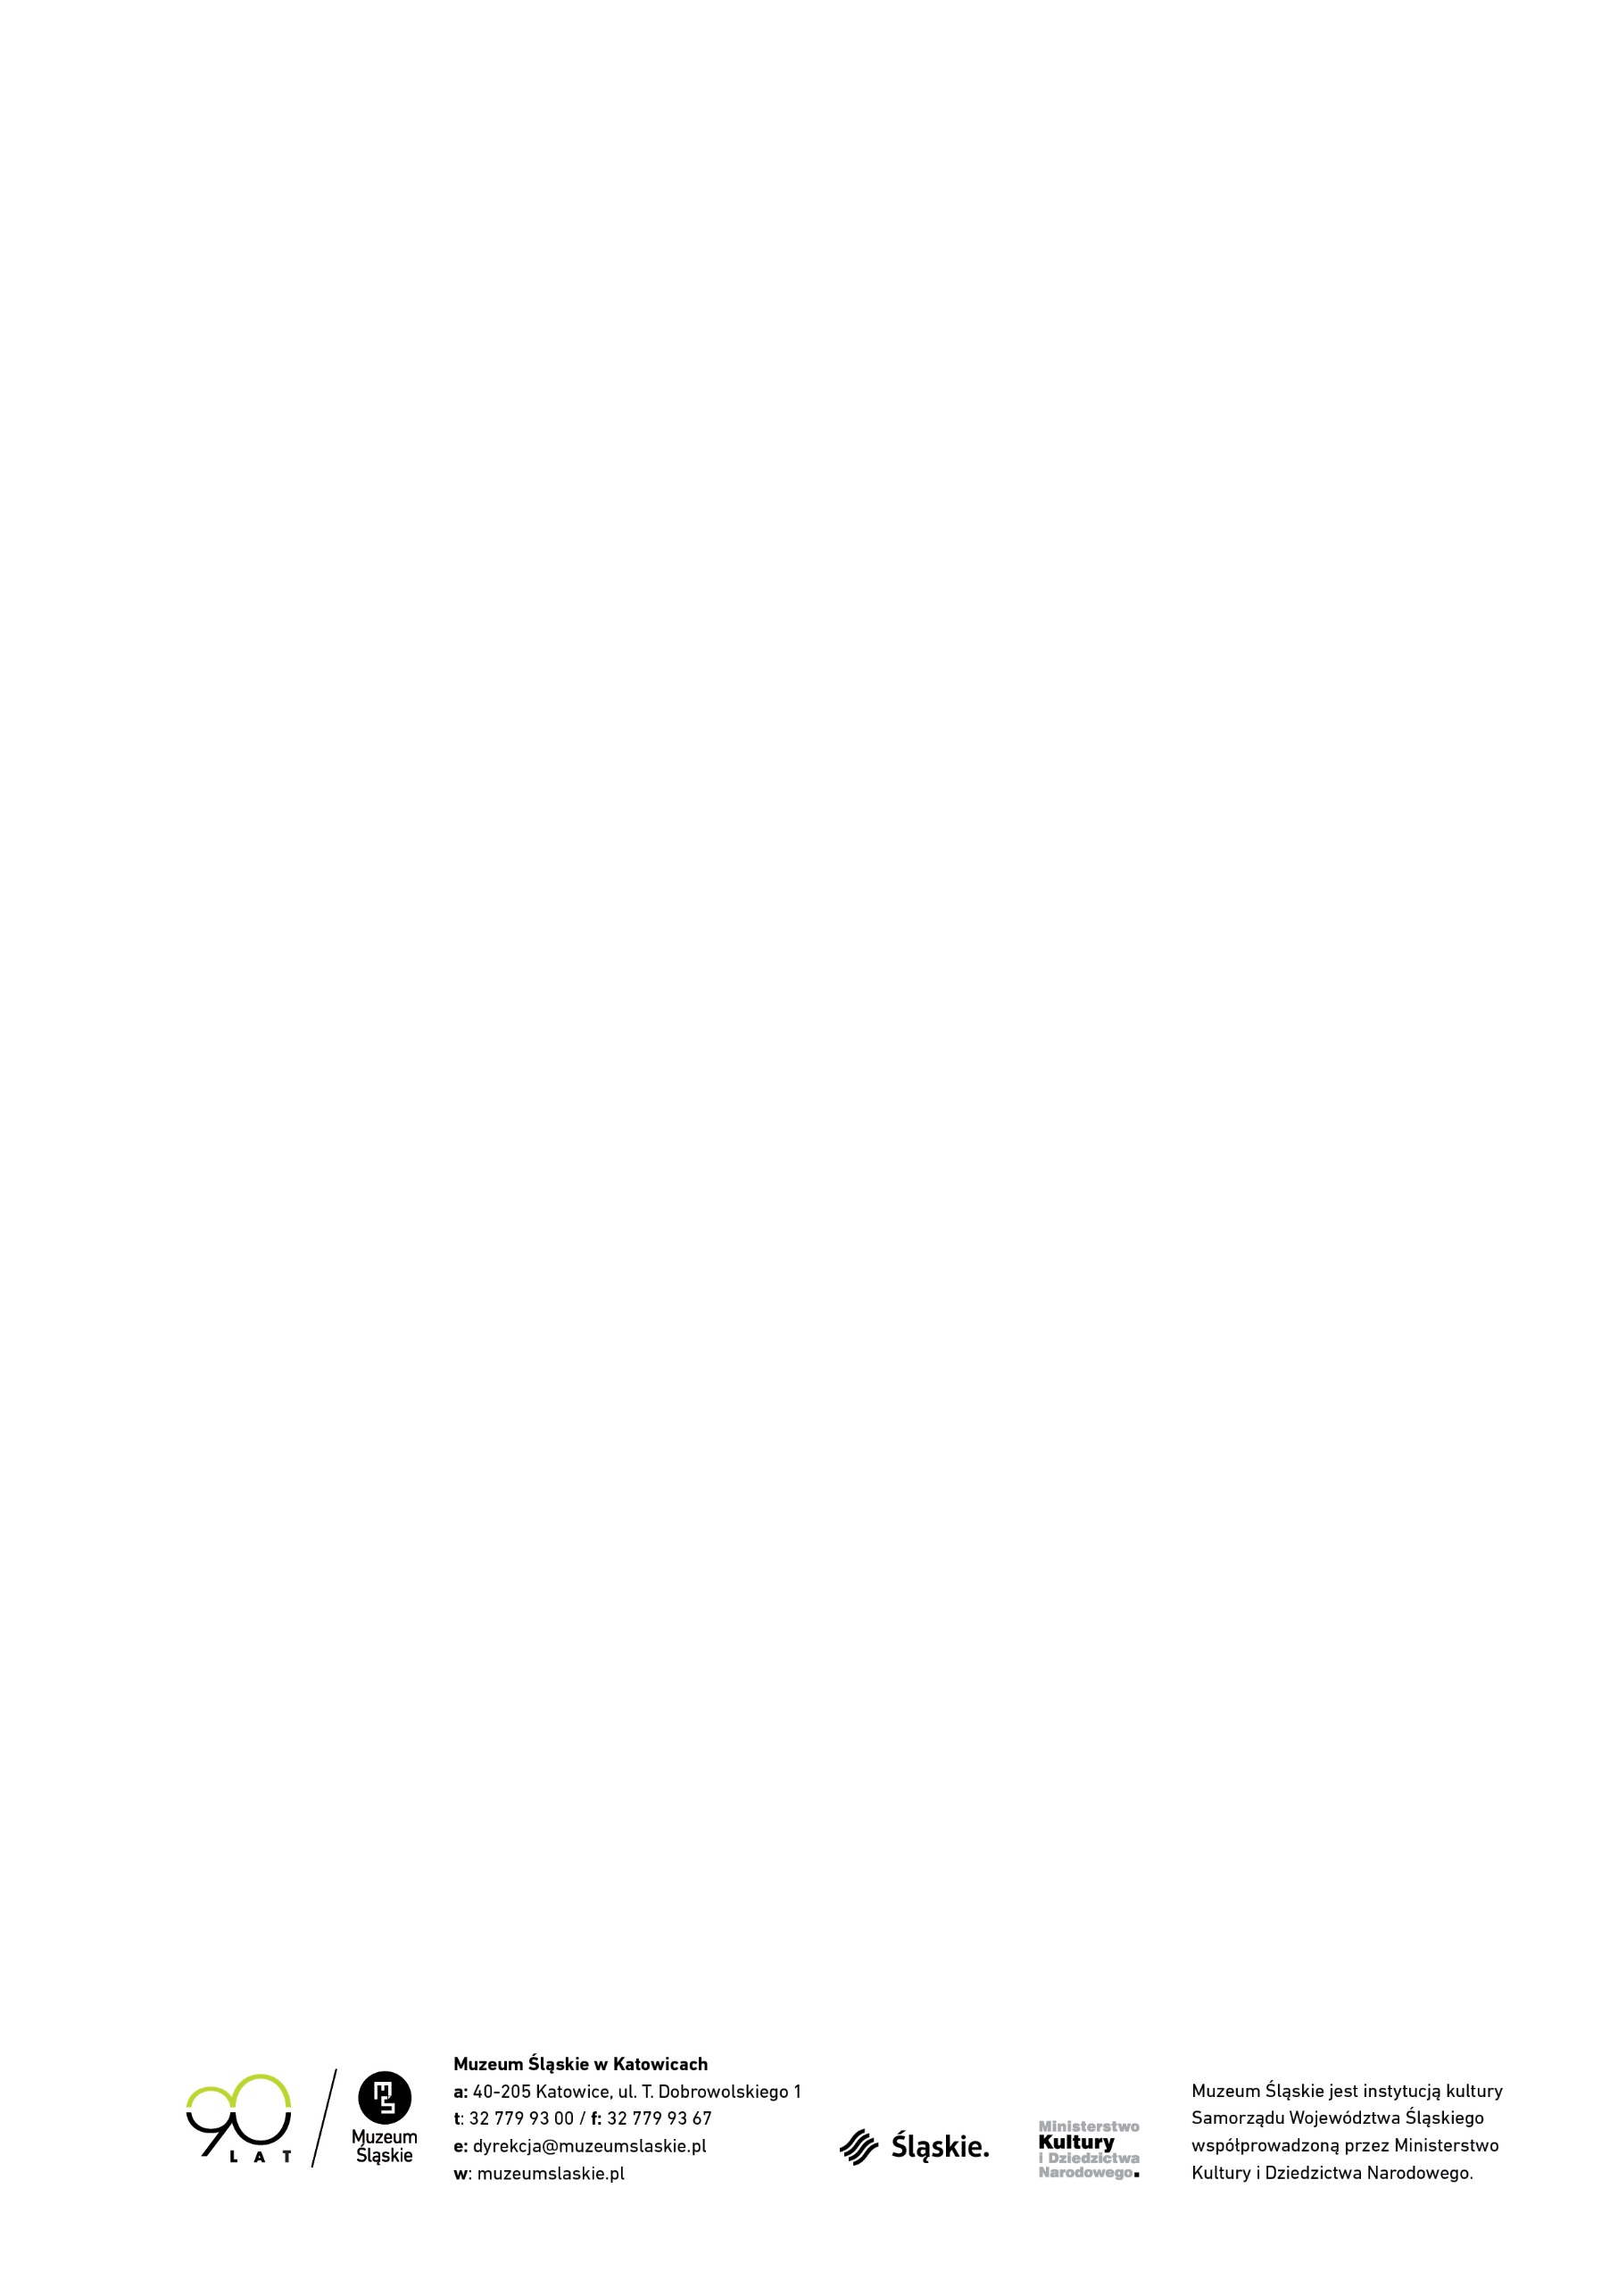 90
LAT
Muzeum
Śląskie
Muzeum Śląskie w Katowicach
a: 40-205 Katowice, ul. T. Dobrowolskiego 1
t: 32 779 93 00 / f: 32 779 93 67
e: dyrekcja@muzeumslaskie.pl
w: muzeumslaskie.pl
Śląskie.
Ministerstwo
Kultury
i Dziedzictwa
Narodowego.
Muzeum Śląskie jest instytucją kultury
Samorządu Województwa Śląskiego
współprowadzoną przez Ministerstwo
Kultury i Dziedzictwa Narodowego.